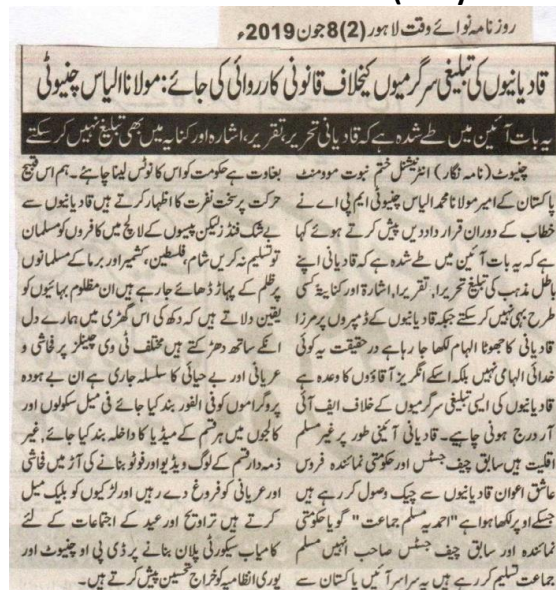 روزنامہ نوائے وقت لاہور (2) 8 جون 2019ء
قادیانیوں کی تبلیغی سرگرمیوں کیخلاف قانونی کارروائی کی جائے: مولانا الیاس چنیوٹی
یہ بات آئین میں طے شدہ ہے کہ قادیانی تحریر، تقریر، اشارہ اور کنایہ میں بھی تبلیغ نہیں کر سکتے
چنیوٹ (نامہ نگار) انٹرنیشنل ختم نبوت موومنٹ
پاکستان کے امیر مولانا محمد الیاس چنیوٹی ایم پی اے نے
خطاب کے دوران قراردادیں پیش کرتے ہوئے کہا
ہے کہ یہ بات آئین میں طے شدہ ہے کہ قادیانی اپنے
باطل مذہب کی تبلیغ تحریرا، تقریرا، اشارۃ اور کنایۃ کسی
طرح بھی نہیں کر سکتے جبکہ قادیانیوں کے ڈمپروں پر مرزا
قادیانی کا جھوٹا الہام لکھا جا رہا ہے در حقیقت یہ کوئی
خدائی الہامی نہیں بلکہ اسکے انگریز آقاؤں کا وعدہ ہے
قادیانیوں کی ایسی تبلیغی سرگرمیوں کے خلاف ایف آئی
آر درج ہونی چاہیے۔ قادیانی آئینی طور پر غیر مسلم
اقلیت ہیں سابق چیف جسٹس اور حکومتی نمائندہ فردوس
عاشق اعوان قادیانیوں سے چیک وصول کر رہے ہیں
جسکے اوپر لکھا ہوا ہے "احمدیہ مسلم جماعت" گویا حکومتی
نمائندہ اور سابق چیف جسٹس صاحب انہیں مسلم
جماعت تسلیم کر رہے ہیں یہ سراسر آئین پاکستان سے
بغاوت ہے حکومت کو اس کا نوٹس لینا چاہئے۔ ہم اس قبیح
حرکت پر سخت نفرت کا اظہار کرتے ہیں قادیانیوں سے
بے شک فنڈز لیکن پیسوں کے لالچ میں کافروں کو مسلمان
تو تسلیم نہ کریں شام، فلسطین، کشمیر اور برما کے مسلمانوں
پر ظلم کے پہاڑ ڈھائے جا رہے ہیں ان مظلوم بھائیوں کو
یقین دلاتے ہیں کہ دکھ کی اس گھڑی میں ہمارے دل
انکے ساتھ دھڑکتے ہیں مختلف ٹی وی چینلز پر فاشی و
عریانی اور بے حیائی کا سلسلہ جاری ہے ان بے ہودہ
پروگراموں کو فی الفور بند کیا جائے فی میل سکولوں اور
کالجوں میں ہر قسم کے میڈیا کا داخلہ بند کیا جائے، غیر
ذمہ دار قسم کے لوگ ویڈیو اور فوٹو بنانے کی آڑ میں فاشی
اور عریانی کو فروغ دے رہیں اور لڑکیوں کو بلیک میل
کرتے ہیں تراویح اور عید کے اجتماعات کے لئے
کامیاب سیکورٹی پلان بنانے پر ڈی پی او چنیوٹ اور
پوری انتظامیہ کو خراج تحسین پیش کرتے ہیں۔